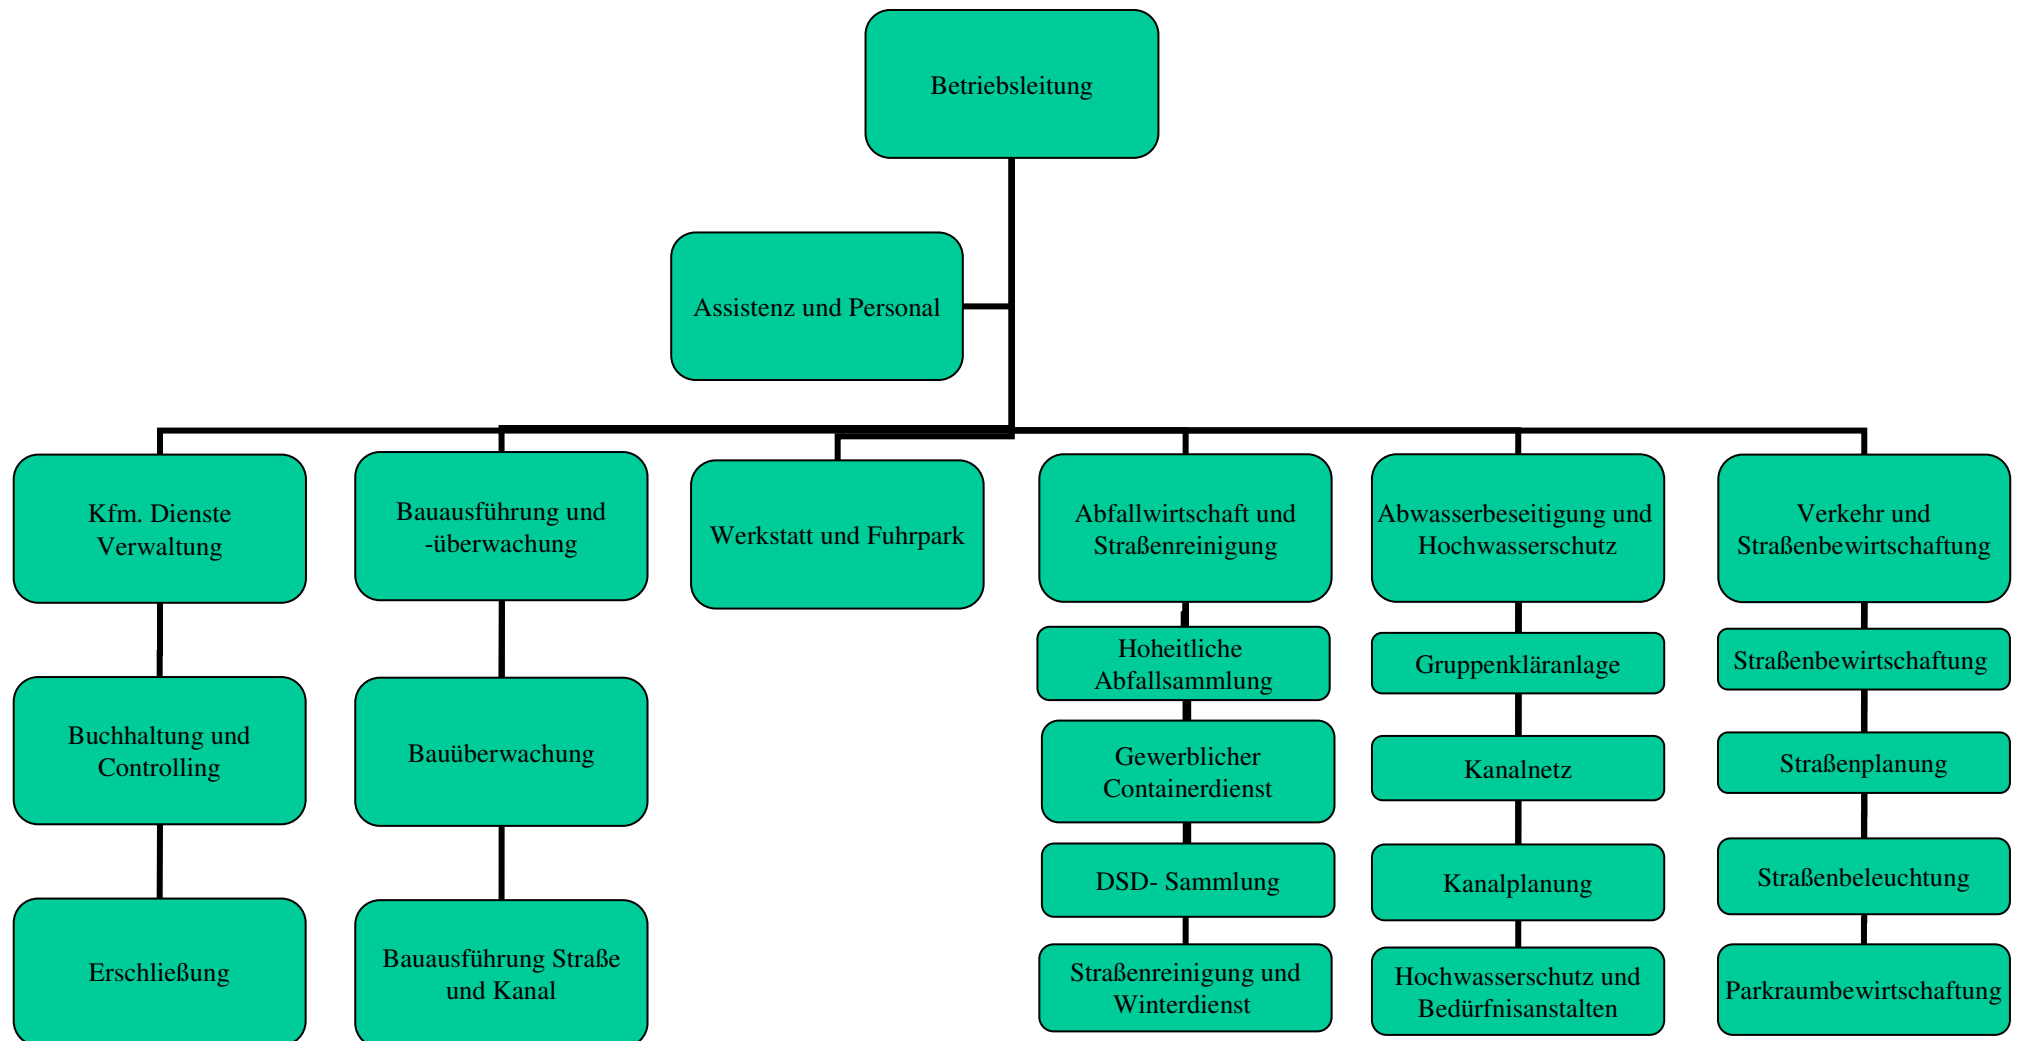 Betriebsleitung
Assistenz und Personal
Kfm. Dienste
Verwaltung
Bauausführung und
-überwachung
Werkstatt und Fuhrpark
Abfallwirtschaft und
Straßenreinigung
Abwasserbeseitigung und
Hochwasserschutz
Verkehr und
Straßenbewirtschaftung
Buchhaltung und
Controlling
Erschließung
Bauüberwachung
Bauausführung Straße
und Kanal
Hoheitliche
Abfallsammlung
Gewerblicher
Containerdienst
DSD- Sammlung
Straßenreinigung und
Winterdienst
Gruppenkläranlage
Kanalnetz
Kanalplanung
Hochwasserschutz und
Bedürfnisanstalten
Straßenbewirtschaftung
Straßenplanung
Straßenbeleuchtung
Parkraumbewirtschaftung